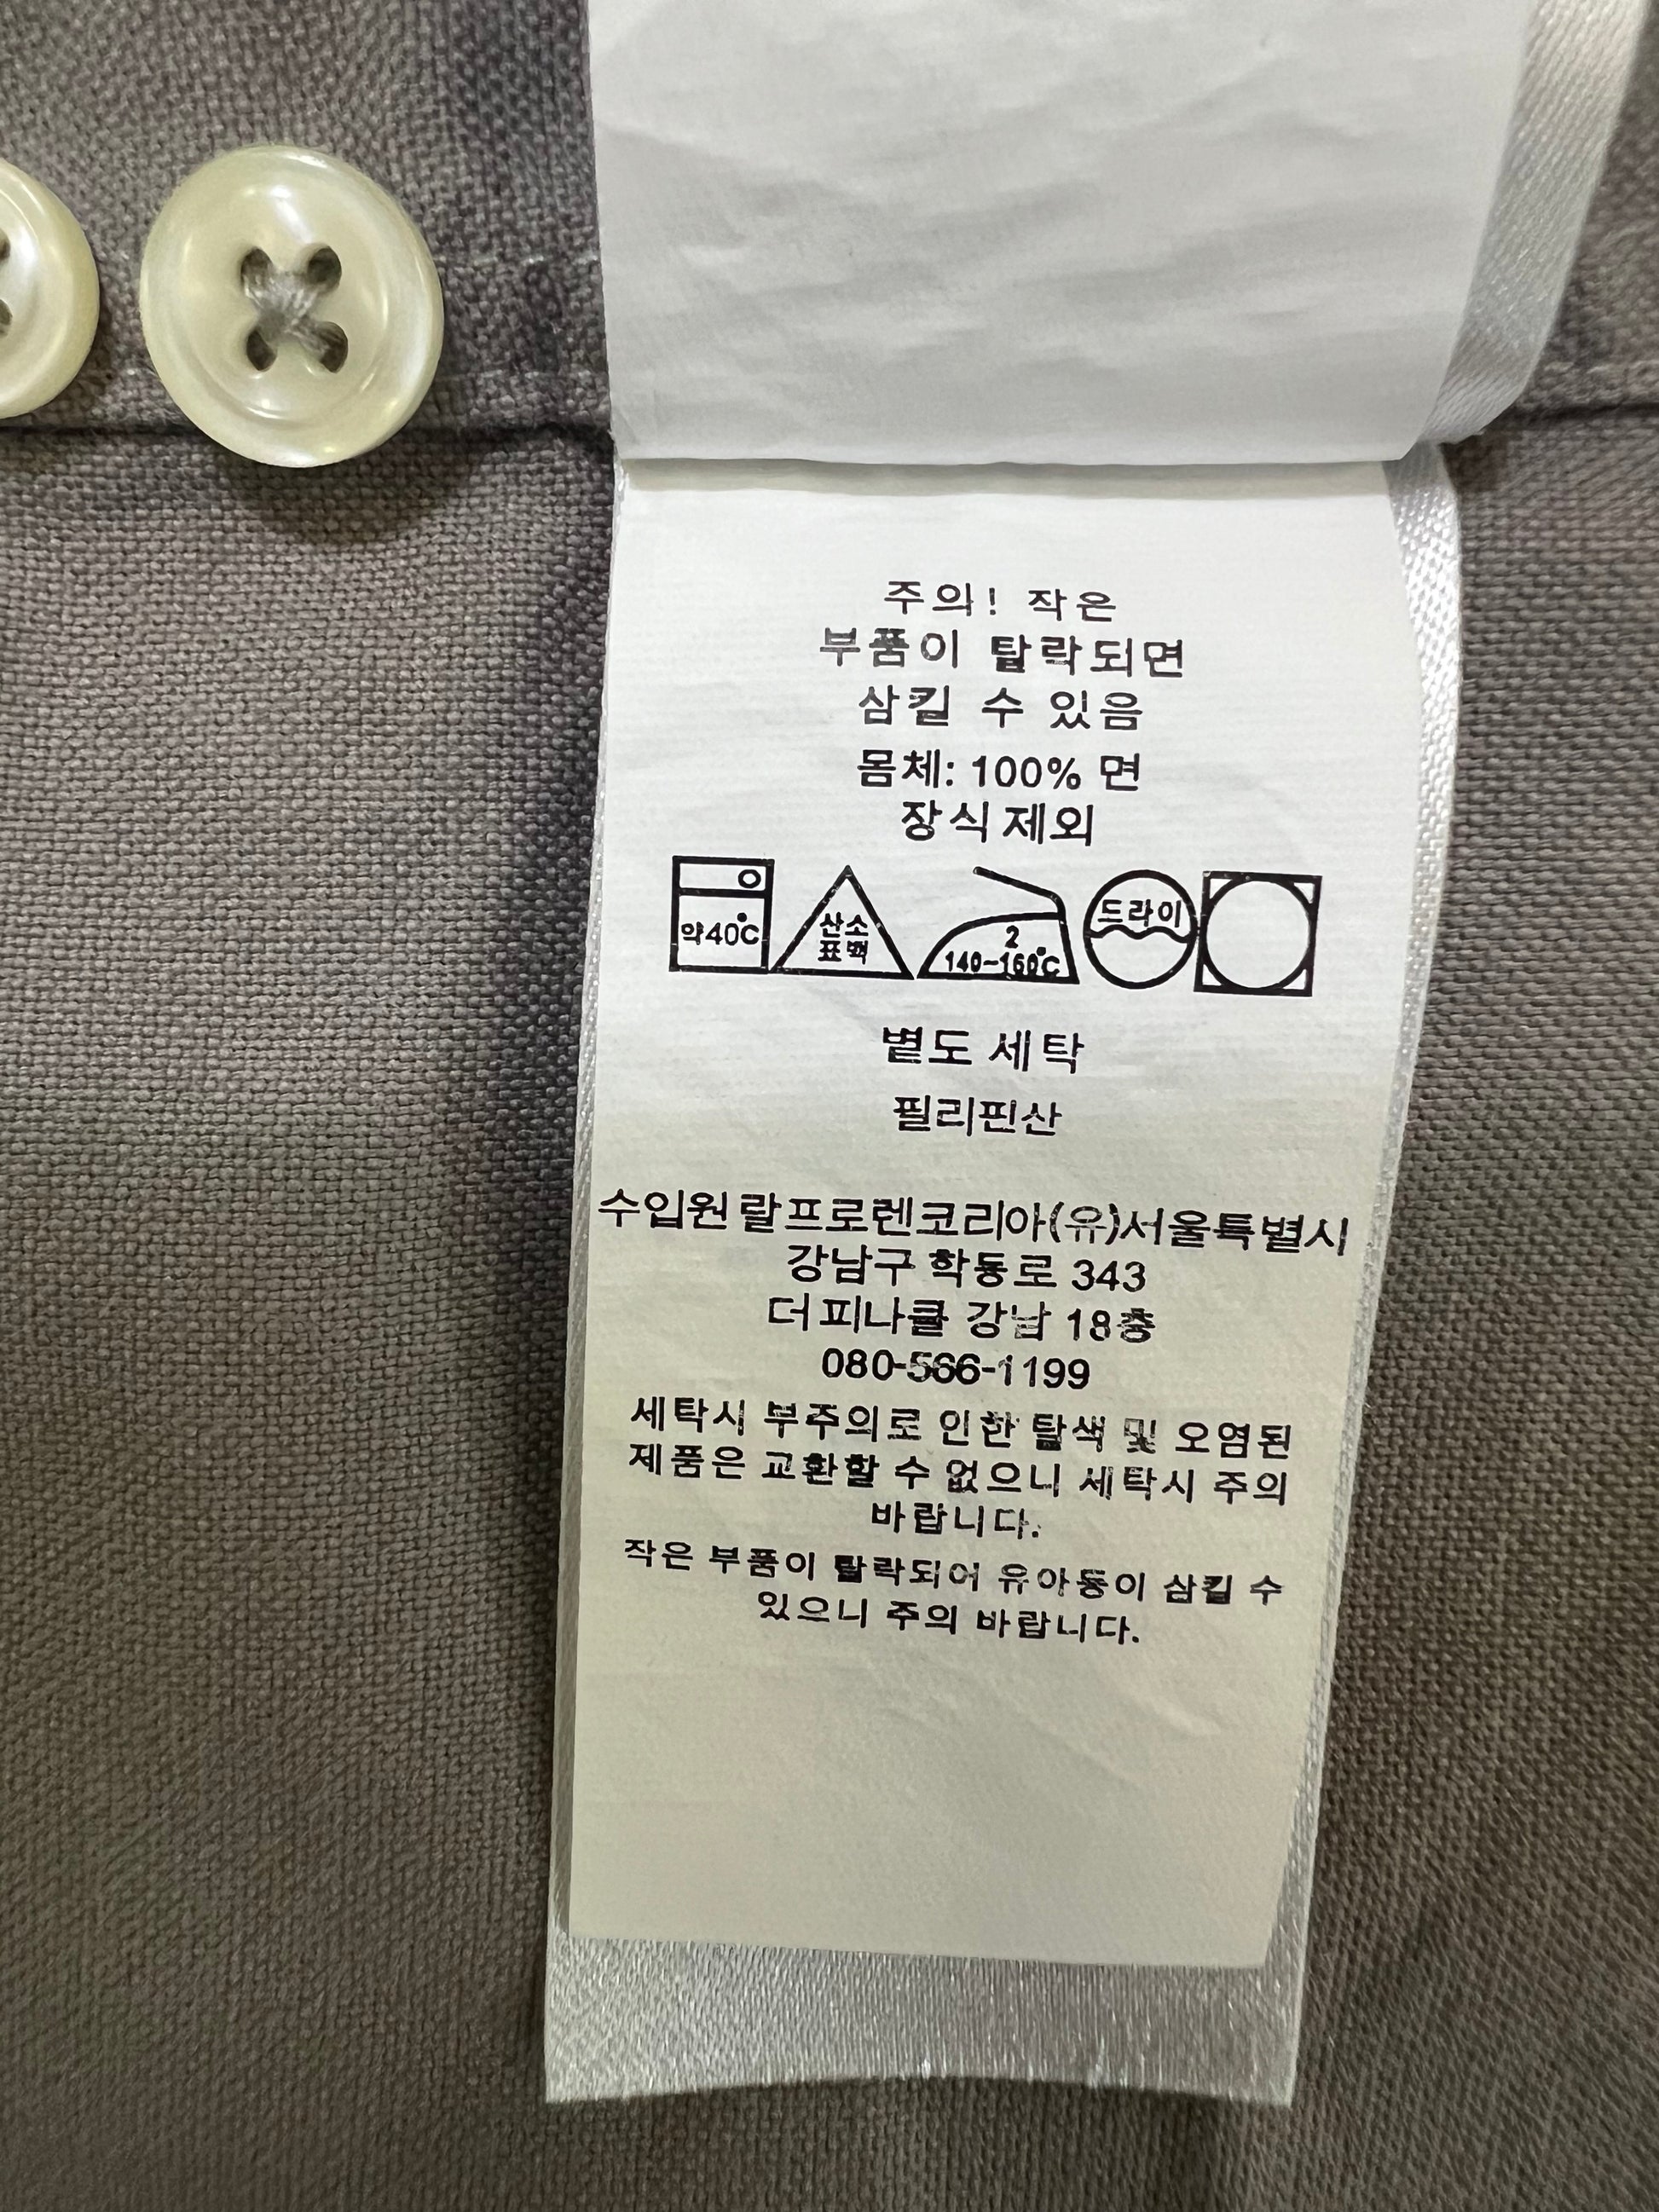 주의! 작은
부품이 탈락되면
삼킬 수 있음
몸체: 100% 면
장식 제외
약40°C
산소
표백
2
140~160°C
드라이
별도 세탁
필리핀산
수입원 랄프로렌코리아(유)서울특별시
강남구 학동로 343
더피나클 강남 18층
080-566-1199
세탁시 부주의로 인한 탈색 및 오염된
제품은 교환할 수 없으니 세탁시 주의
바랍니다.
작은 부품이 탈락되어 유아동이 삼킬 수
있으니 주의 바랍니다.